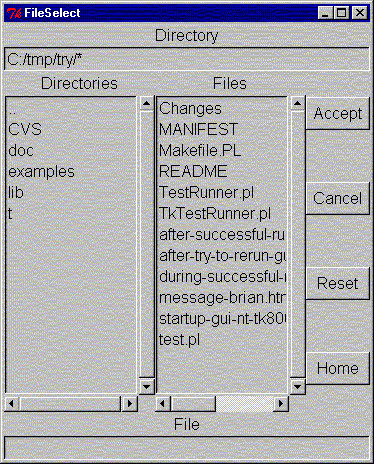 FileSelect
Directory
C:/tmp/try/*
Directories
Files
..
CVS
doc
examples
lib
t
Changes
MANIFEST
Makefile.PL
README
TestRunner.pl
TkTestRunner.pl
after-successful-ru
after-try-to-rerun-gu
during-successful-r
message-brian.htm
startup-gui-nt-tk800
test.pl
Accept
Cancel
Reset
Home
File